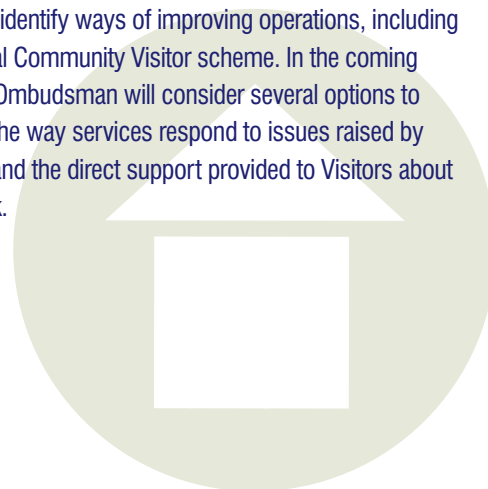 identify ways of improving operations, including
al Community Visitor scheme. In the coming
Ombudsman will consider several options to
he way services respond to issues raised by
and the direct support provided to Visitors about